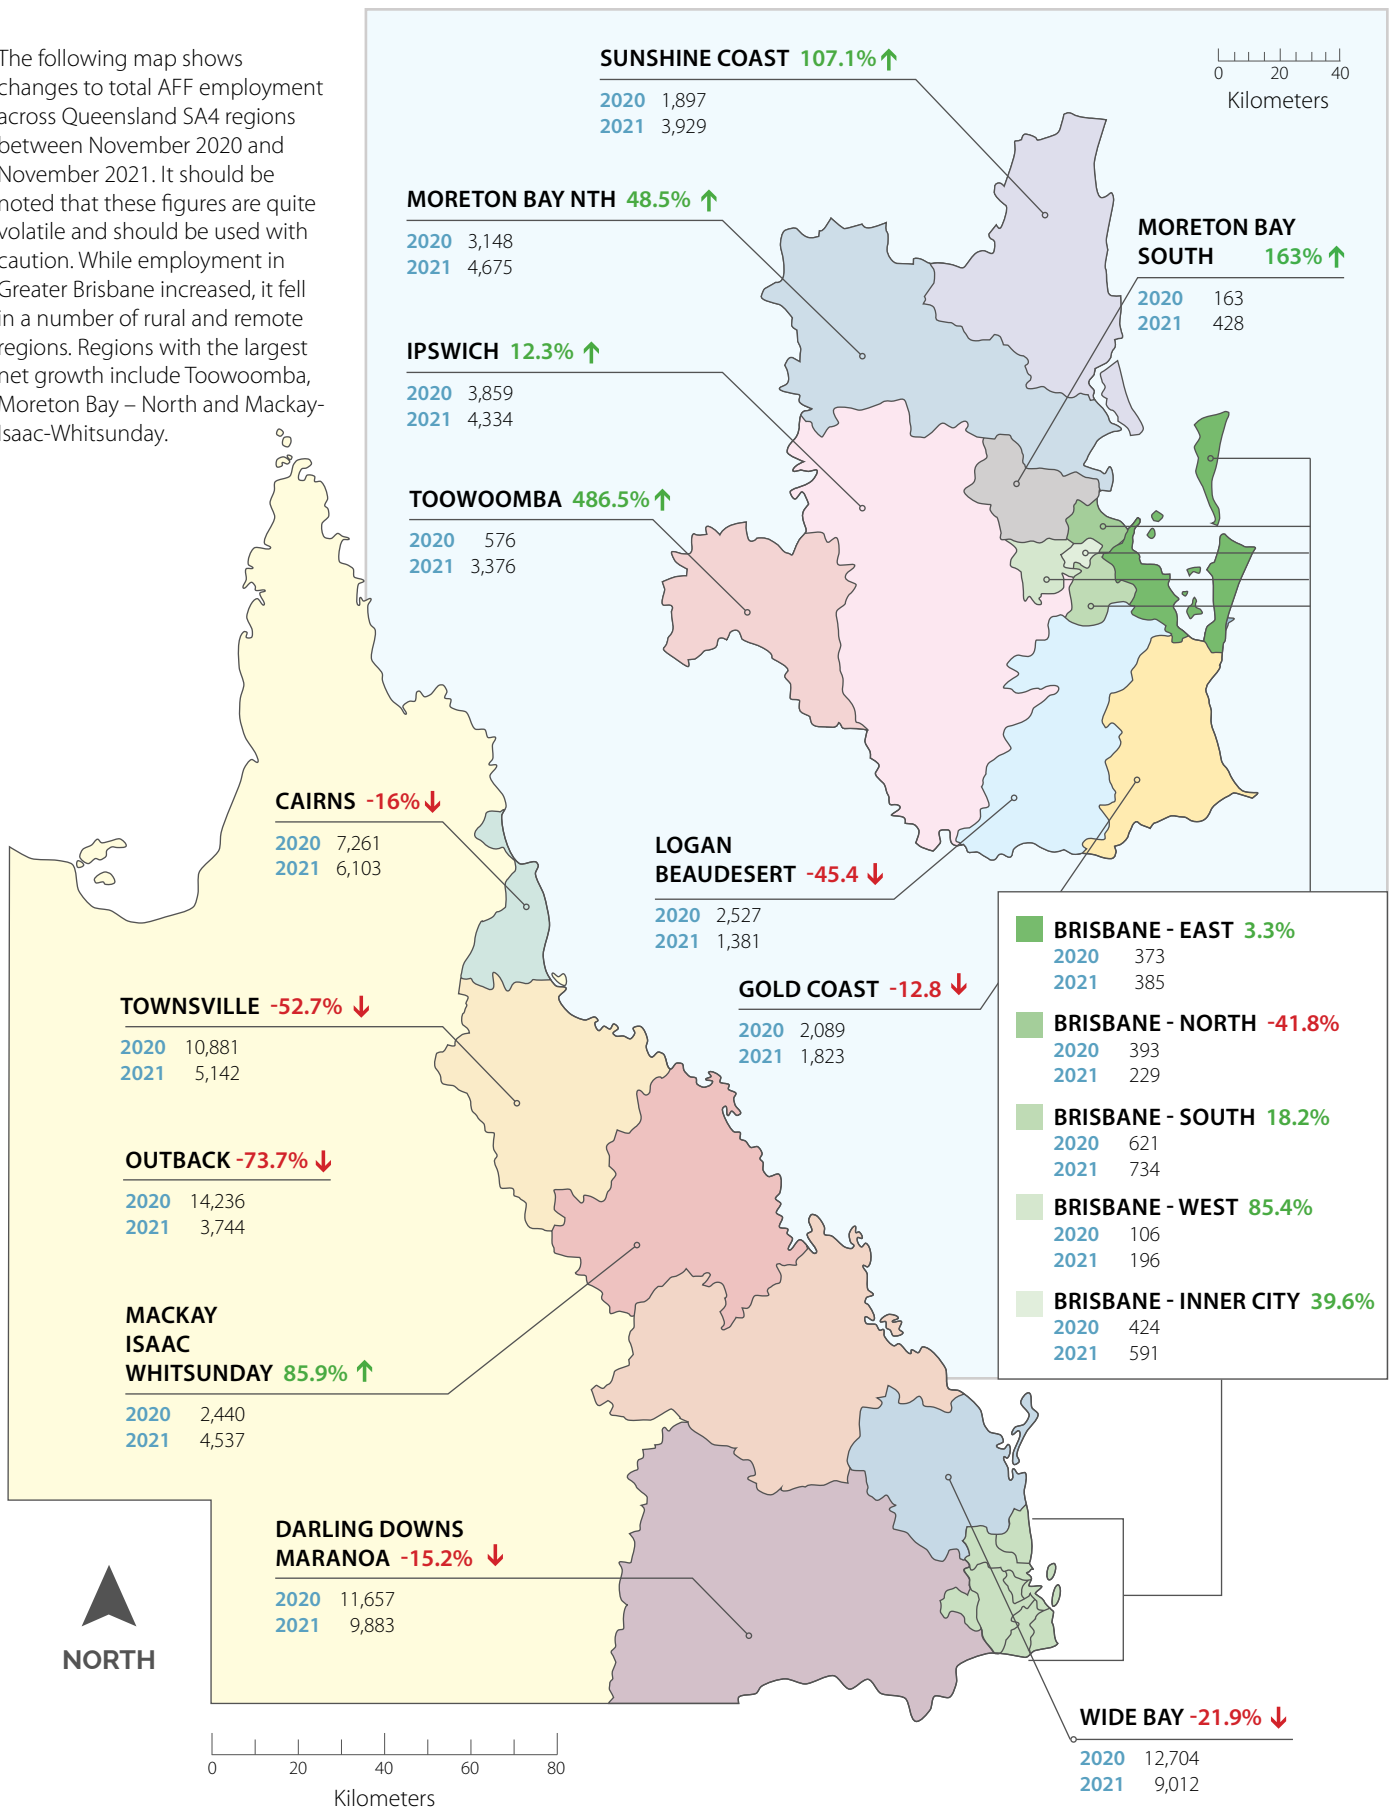 The following map shows
changes to total AFF employment
across Queensland SA4 regions
between November 2020 and
November 2021. It should be
noted that these figures are quite
volatile and should be used with
caution. While employment in
Greater Brisbane increased, it fell
in a number of rural and remote
regions. Regions with the largest
net growth include Toowoomba,
Moreton Bay – North and Mackay-
Isaac-Whitsunday.
SUNSHINE COAST 107.1%
2020 1,897
2021 3,929
0 20 40
Kilometers
MORETON BAY NTH 48.5%
2020 3,148
2021 4,675
MORETON BAY
SOUTH 163%
2020 163
2021 428
IPSWICH 12.3%
2020 3,859
2021 4,334
TOOWOOMBA 486.5%
2020 576
2021 3,376
CAIRNS -16%
2020 7,261
2021 6,103
LOGAN
BEAUDESERT -45.4
2020 2,527
2021 1,381
GOLD COAST -12.8
2020 2,089
2021 1,823
BRISBANE - EAST 3.3%
2020 373
2021 385
BRISBANE - NORTH -41.8%
2020 393
2021 229
BRISBANE - SOUTH 18.2%
2020 621
2021 734
BRISBANE - WEST 85.4%
2020 106
2021 196
BRISBANE - INNER CITY 39.6%
2020 424
2021 591
TOWNSVILLE -52.7%
2020 10,881
2021 5,142
OUTBACK -73.7%
2020 14,236
2021 3,744
MACKAY
ISAAC
WHITSUNDAY 85.9%
2020 2,440
2021 4,537
DARLING DOWNS
MARANOA -15.2%
2020 11,657
2021 9,883
NORTH
WIDE BAY -21.9%
2020 12,704
2021 9,012
0 20 40 60 80
Kilometers